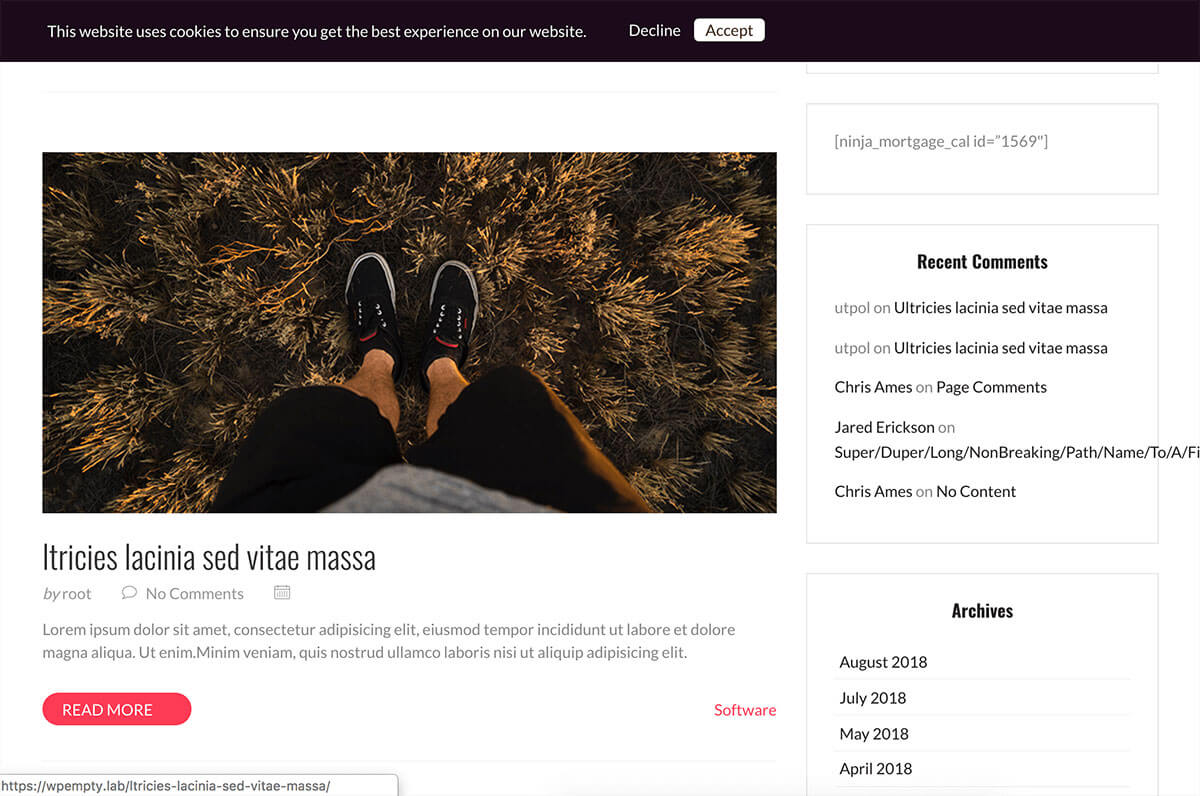 This website uses cookies to ensure you get the best experience on our website. Decline Accept
ltricies lacinia sed vitae massa
by root No Comments
Lorem ipsum dolor sit amet, consectetur adipisicing elit, eiusmod tempor incididunt ut labore et dolore
magna aliqua. Ut enim.Minim veniam, quis nostrud ullamco laboris nisi ut aliquip adipisicing elit.
READ MORE
Software
[ninja_mortgage_cal id=”1569″]
Recent Comments
utpol on Ultricies lacinia sed vitae massa
utpol on Ultricies lacinia sed vitae massa
Chris Ames on Page Comments
Jared Erickson on
Super/Duper/Long/NonBreaking/Path/Name/To/A/Fi
Chris Ames on No Content
Archives
August 2018
July 2018
May 2018
April 2018
https://wpempty.lab/ltricies-lacinia-sed-vitae-massa/